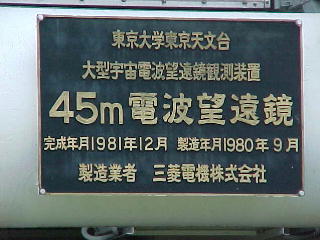 東京大学東京天文台
大型宇宙電波望遠鏡観測装置
45m電波望遠鏡
完成年月1981年12月 製造年月1980年9月
製造業者 三菱電機株式会社